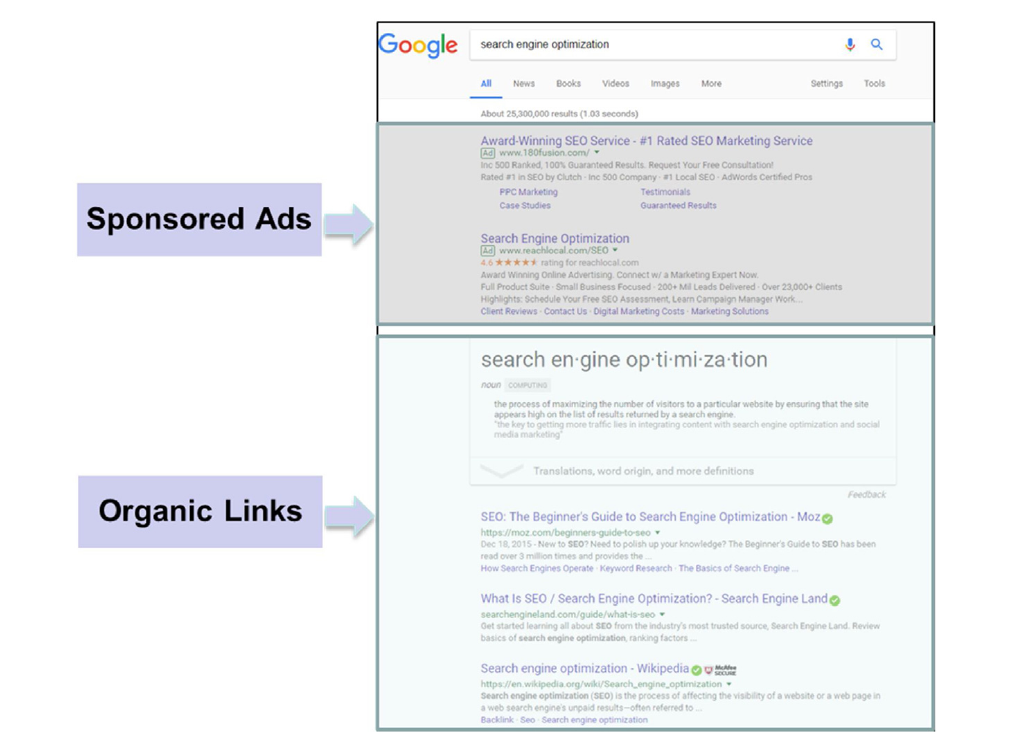 Google
search engine optimization
All News Books Videos Images More Settings Tools
About 25,300,000 results (1.03 seconds)
Sponsored Ads
Award-Winning SEO Service - #1 Rated SEO Marketing Service
Ad www.180fusion.com/
Inc 500 Ranked, 100% Guaranteed Results. Request Your Free Consultation!
Rated #1 in SEO by Clutch · Inc 500 Company · #1 Local SEO · AdWords Certified Pros
PPC Marketing Testimonials
Case Studies Guaranteed Results
Search Engine Optimization
Ad www.reachlocal.com/SEO
4.6 ★★★★★ rating for reachlocal.com
Award Winning Online Advertising. Connect w/ a Marketing Expert Now.
Full Product Suite · Small Business Focused · 200+ Mil Leads Delivered · Over 23,000+ Clients
Highlights: Schedule Your Free SEO Assessment, Learn Campaign Manager Work...
Client Reviews · Contact Us · Digital Marketing Costs · Marketing Solutions
Organic Links
search en·gine op·ti·mi·za·tion
noun COMPUTING
the process of maximizing the number of visitors to a particular website by ensuring that the site
appears high on the list of results returned by a search engine.
"the key to getting more traffic lies in integrating content with search engine optimization and social
media marketing"
Translations, word origin, and more definitions
Feedback
SEO: The Beginner's Guide to Search Engine Optimization - Moz
https://moz.com/beginners-guide-to-seo
Dec 18, 2015 - New to SEO? Need to polish up your knowledge? The Beginner's Guide to SEO has been
read over 3 million times and provides the ...
How Search Engines Operate · Keyword Research · The Basics of Search Engine ...
What Is SEO / Search Engine Optimization? - Search Engine Land
searchengineland.com/guide/what-is-seo
Get started learning all about SEO from the industry's most trusted source, Search Engine Land. Review
basics of search engine optimization, ranking factors ...
Search engine optimization - Wikipedia McAfee SECURE
https://en.wikipedia.org/wiki/Search_engine_optimization
Search engine optimization (SEO) is the process of affecting the visibility of a website or a web page in
a web search engine's unpaid results—often referred to ...
Backlink · Seo · Search engine optimization